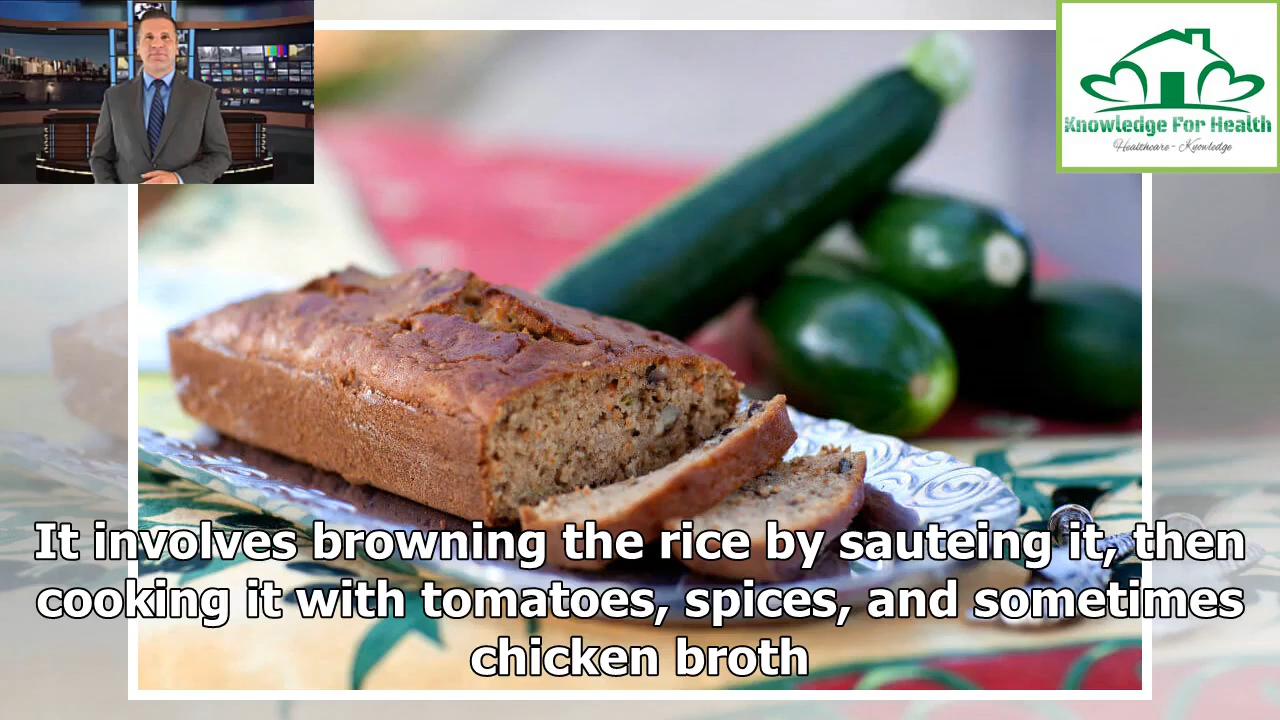 Knowledge For Health
Healthcare - Knowledge
It involves browning the rice by sauteing it, then
cooking it with tomatoes, spices, and sometimes
chicken broth